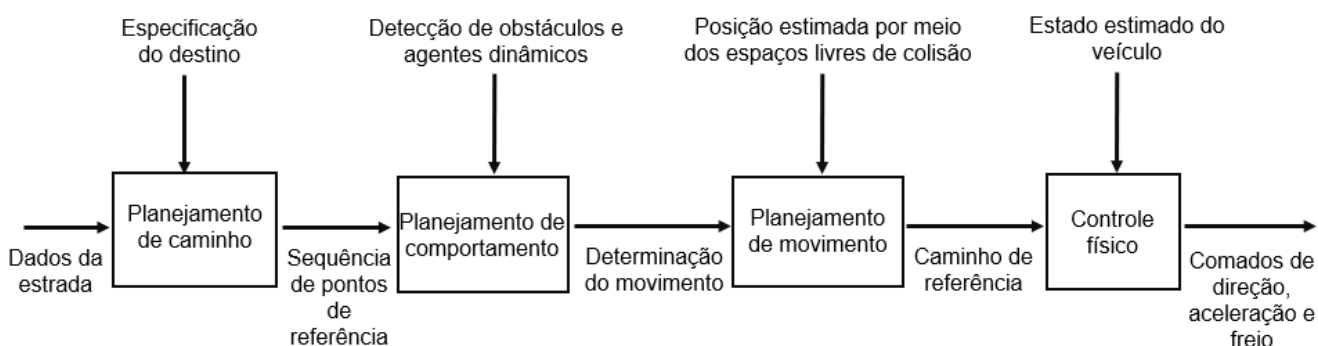 Especificação
do destino
Detecção de obstáculos e
agentes dinâmicos
Posição estimada por meio
dos espaços livres de colisão
Estado estimado do
veículo
Dados da
estrada
Planejamento
de caminho
Sequência
de pontos
de
referência
Planejamento de
comportamento
Determinação
do movimento
Planejamento
de movimento
Caminho de
referência
Controle
físico
Comados de
direção,
aceleração e
freio